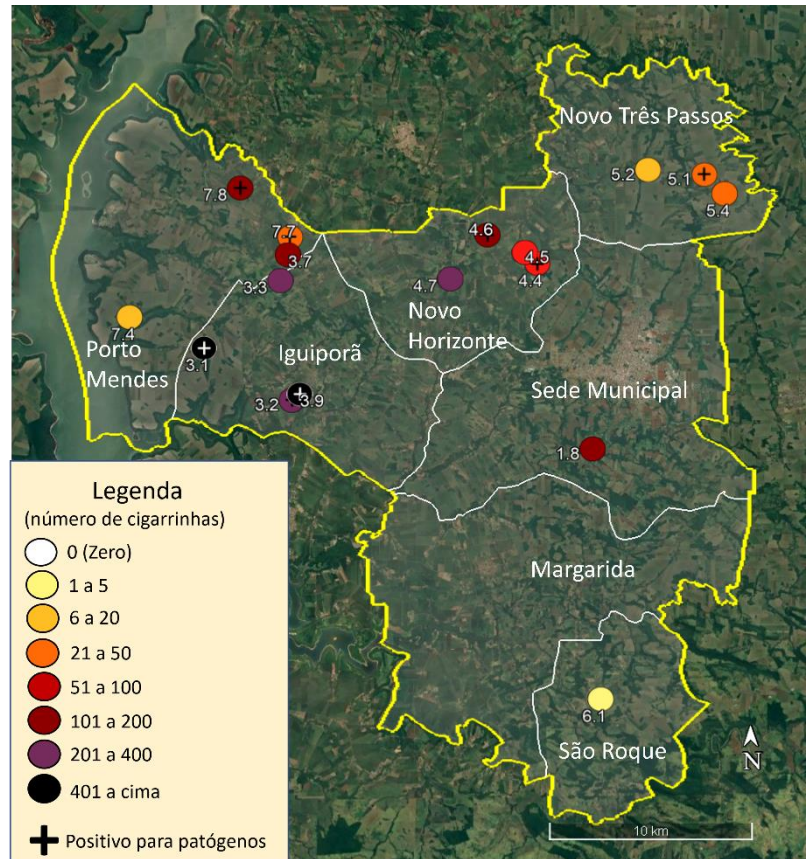 Novo Três Passos
5.2
5.1
5.4
7.8
7.7
3.7
3.3
4.6
4.5
4.4
4.7
Novo
Horizonte
7.4
Porto
Mendes
3.1
Iguiporã
3.2
3.9
Sede Municipal
1.8
Margarida
6.1
São Roque
N
10 km
Legenda
(número de cigarrinhas)
0 (Zero)
1 a 5
6 a 20
21 a 50
51 a 100
101 a 200
201 a 400
401 a cima
Positivo para patógenos